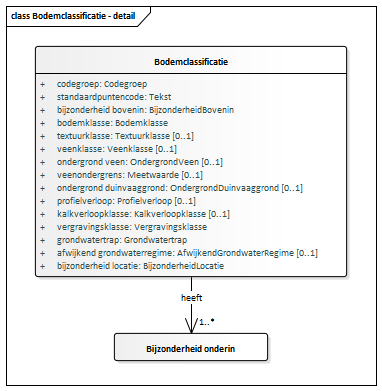 class Bodemclassificatie - detail
Bodemclassificatie
+ codegroep: Codegroep
+ standaardpuntencode: Tekst
+ bijzonderheid bovenin: BijzonderheidBovenin
+ bodemklasse: Bodemklasse
+ textuurklasse: Textuurklasse [0..1]
+ veenklasse: Veenklasse [0..1]
+ ondergrond veen: OndergrondVeen [0..1]
+ veenondergrens: Meetwaarde [0..1]
+ ondergrond duinvaaggrond: OndergrondDuinvaaggrond [0..1]
+ profielverloop: Profielverloop [0..1]
+ kalkverloopklasse: Kalkverloopklasse [0..1]
+ vergravingsklasse: Vergravingsklasse
+ grondwatertrap: Grondwatertrap
+ afwijkend grondwaterregime: AfwijkendGrondwaterRegime [0..1]
+ bijzonderheid locatie: BijzonderheidLocatie
heeft
1..*
Bijzonderheid onderin